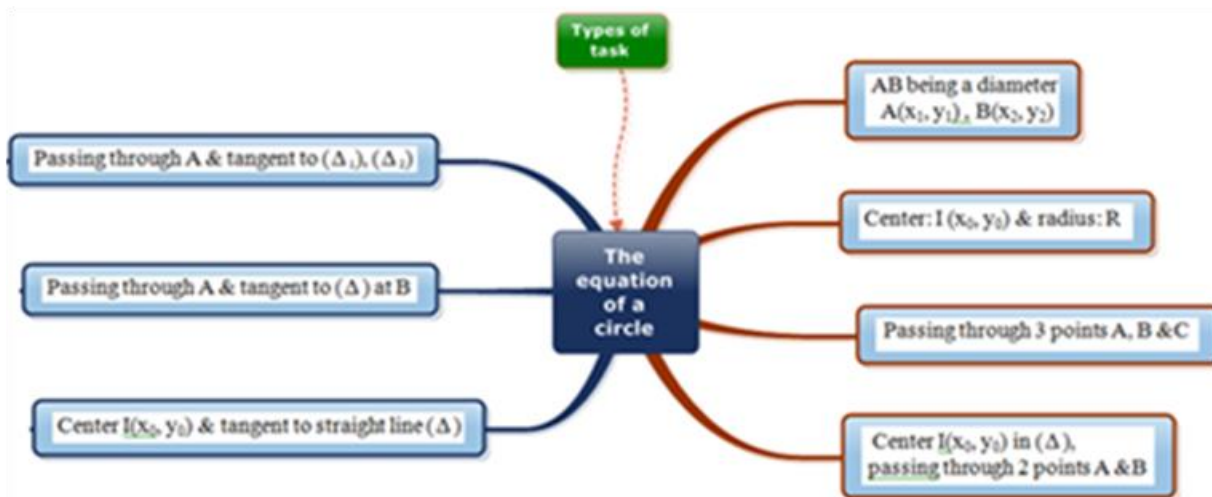 Types of
task
The
equation
of a
circle
Passing through A & tangent to (Δ₁), (Δ₂)
Passing through A & tangent to (Δ) at B
Center I(x₀, y₀) & tangent to straight line (Δ)
AB being a diameter
A(x₁, y₁) , B(x₂, y₂)
Center: I (x₀, y₀) & radius: R
Passing through 3 points A, B &C
Center I(x₀, y₀) in (Δ),
passing through 2 points A &B